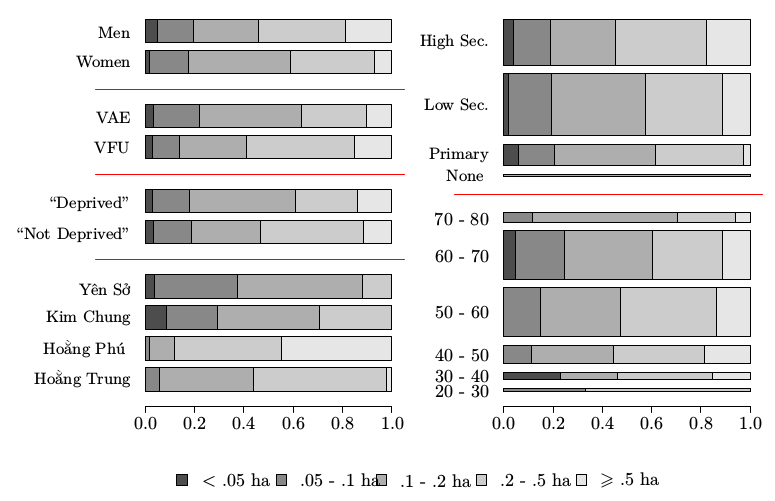 Men
Women
VAE
VFU
“Deprived”
“Not Deprived”
Yên Sở
Kim Chung
Hoằng Phú
Hoằng Trung
0.0 0.2 0.4 0.6 0.8 1.0
High Sec.
Low Sec.
Primary
None
70 - 80
60 - 70
50 - 60
40 - 50
30 - 40
20 - 30
0.0 0.2 0.4 0.6 0.8 1.0
< .05 ha .05 - .1 ha .1 - .2 ha .2 - .5 ha ⩾ .5 ha